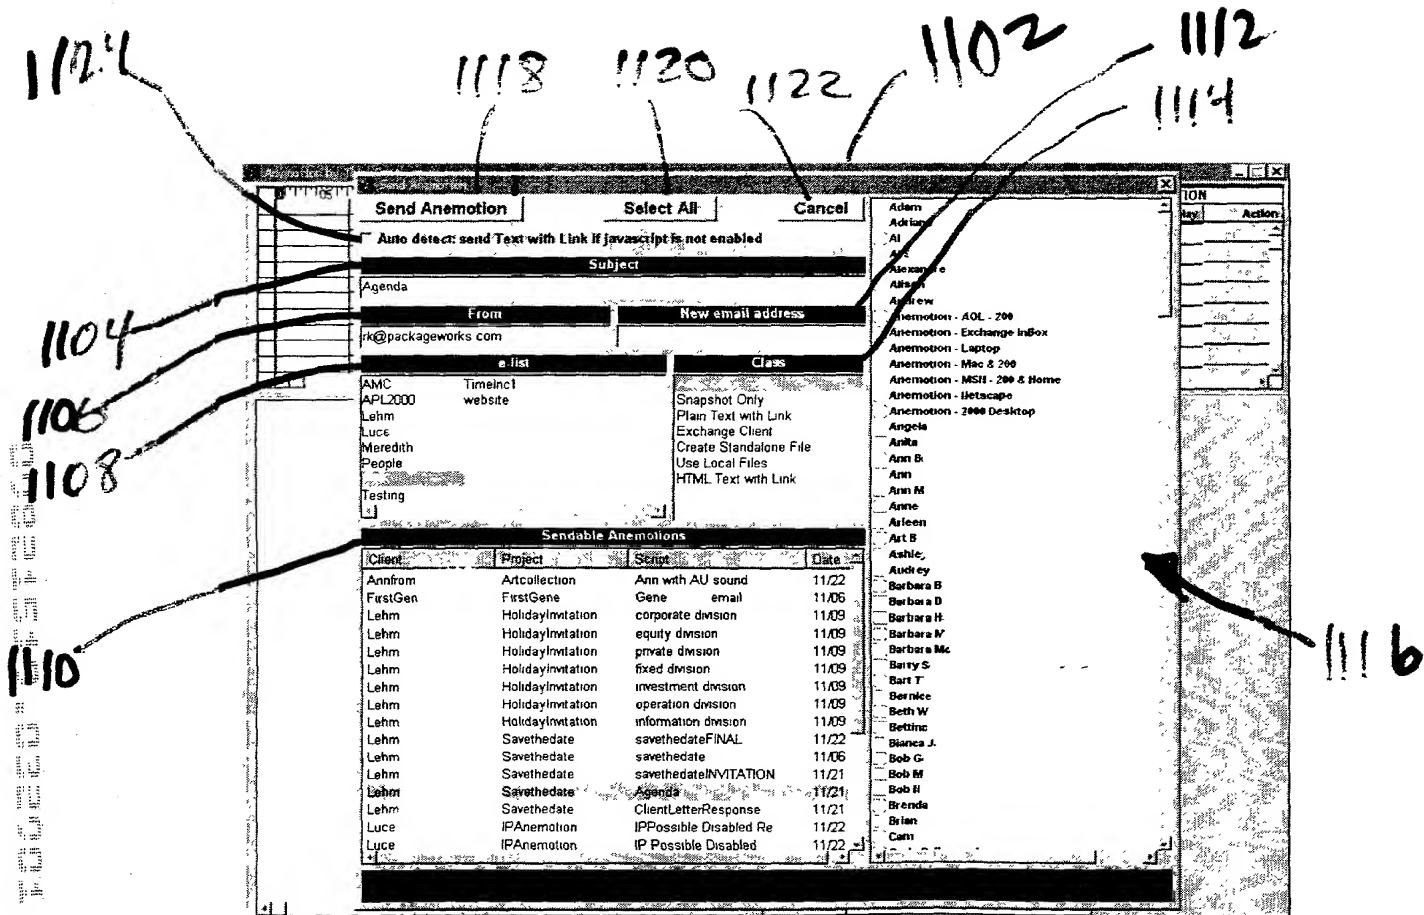 1102
1112
1124
1118
1120
1122
1114
Send Anemotion Select All Cancel
Auto detect: send Text with Link if javascript is not enabled
Subject
Agenda
From New email address
rk@packageworks com
e-list Class
AMC TimeInc1
APL2000 website
Lehm
Luce
Meredith
People
Testing
Snapshot Only
Plain Text with Link
Exchange Client
Create Standalone File
Use Local Files
HTML Text with Link
Sendable Anemotions
Client Project Script Date
Annfrom Artcollection Ann with AU sound 11/22
FirstGen FirstGene Gene email 11/06
Lehm HolidayInvitation corporate division 11/09
Lehm HolidayInvitation equity division 11/09
Lehm HolidayInvitation private division 11/09
Lehm HolidayInvitation fixed division 11/09
Lehm HolidayInvitation investment division 11/09
Lehm HolidayInvitation operation division 11/09
Lehm HolidayInvitation information division 11/09
Lehm Savethedate savethedateFINAL 11/22
Lehm Savethedate savethedate 11/06
Lehm Savethedate savethedateINVITATION 11/21
Lehm Savethedate Agenda 11/21
Lehm Savethedate ClientLetterResponse 11/21
Luce IPAnemotion IPPossible Disabled Re 11/22
Luce IPAnemotion IP Possible Disabled 11/22
Adam
Adrian
Al
Alexandre
Alison
Andrew
Anemotion - AOL - 200
Anemotion - Exchange inBox
Anemotion - Laptop
Anemotion - Mac & 200
Anemotion - MSN - 200 & Home
Anemotion - Netscape
Anemotion - 2000 Desktop
Angela
Anita
Ann B
Ann
Ann M
Anne
Arleen
Art B
Ashley
Audrey
Barbara B
Barbara D
Barbara H
Barbara M
Barbara Mc
Barry S
Bart T
Bernice
Beth W
Bettina
Bianca J.
Bob G
Bob M
Bob N
Brenda
Brian
Cam
Action
1104
1106
1108
1110
1116